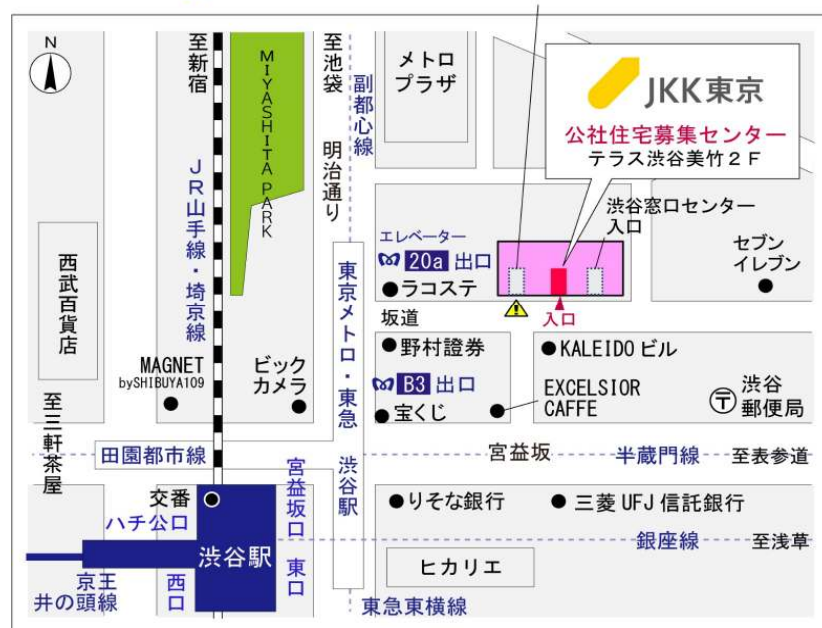 N
至新宿
JR山手線・埼京線
MIYASHITA PARK
至池袋
明治通り
副都心線
メトロ
プラザ
JKK東京
公社住宅募集センター
テラス渋谷美竹2F
渋谷窓口センター
入口
エレベーター
20a 出口
ラコステ
入口
セブン
イレブン
坂道
西武百貨店
東京メトロ・東急 渋谷駅
野村證券
KALEIDO ビル
MAGNET
bySHIBUYA109
ビック
カメラ
B3 出口
宝くじ
EXCELSIOR
CAFFE
〒
渋谷
郵便局
至三軒茶屋
田園都市線
宮益坂
半蔵門線
至表参道
交番
ハチ公口
宮益坂口
りそな銀行
三菱UFJ信託銀行
渋谷駅
銀座線
至浅草
京王
井の頭線
西口
東口
ヒカリエ
東急東横線